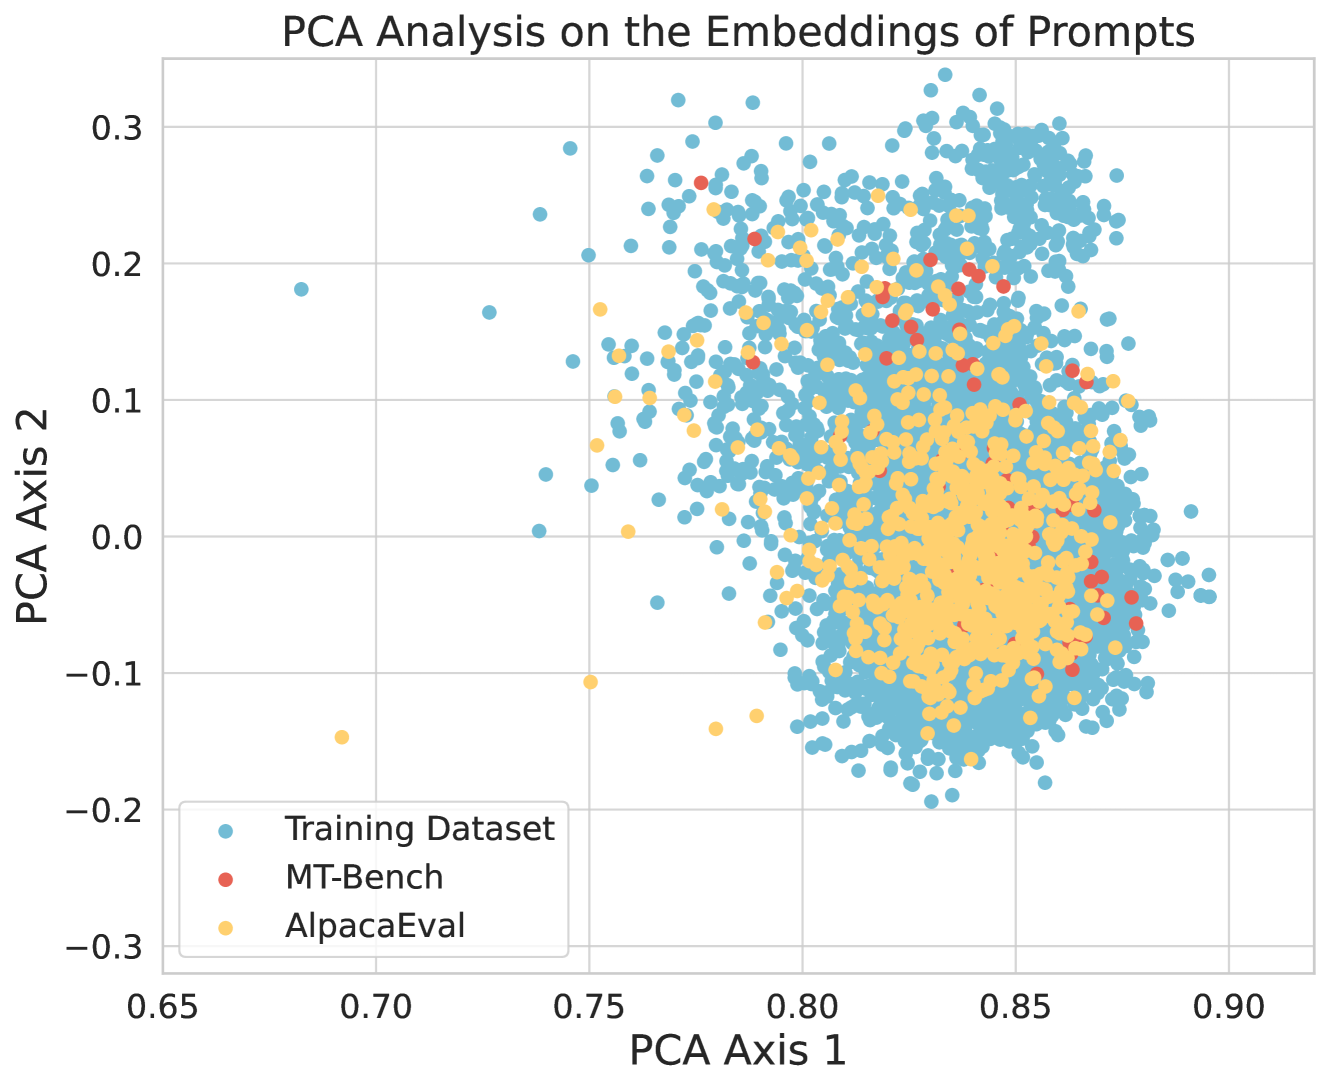 PCA Analysis on the Embeddings of Prompts
PCA Axis 2
0.3
0.2
0.1
0.0
−0.1
−0.2
−0.3
Training Dataset
MT-Bench
AlpacaEval
0.65 0.70 0.75 0.80 0.85 0.90
PCA Axis 1